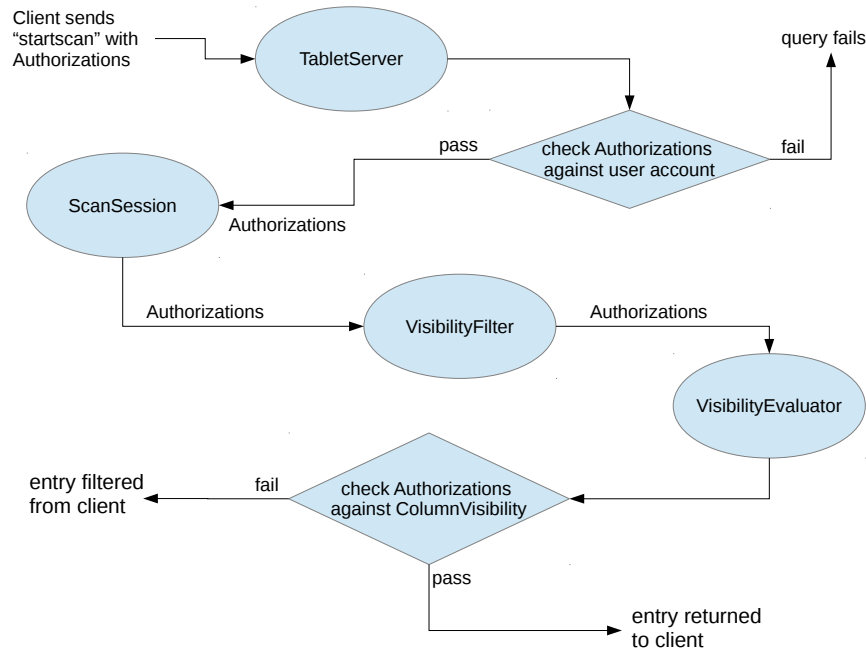 Client sends
“startscan” with
Authorizations
TabletServer
query fails
pass
check Authorizations
against user account
fail
ScanSession
Authorizations
Authorizations
VisibilityFilter
Authorizations
VisibilityEvaluator
entry filtered
from client
fail
check Authorizations
against ColumnVisibility
pass
entry returned
to client